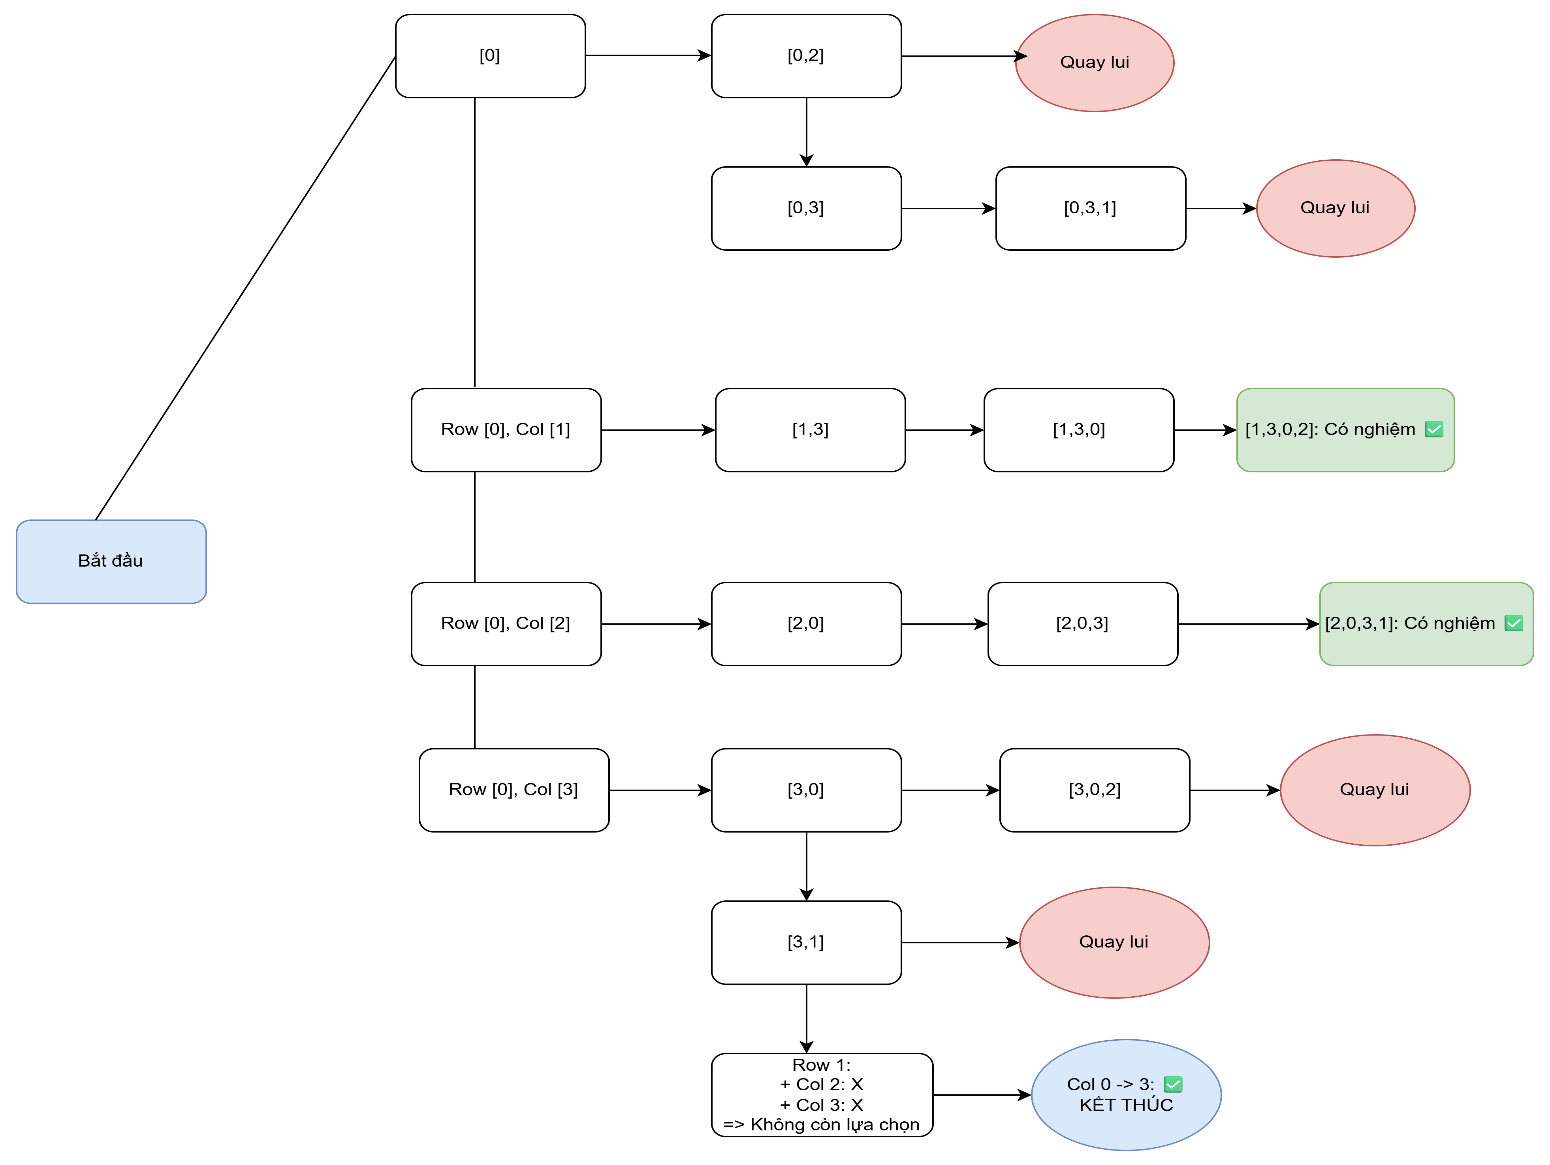 [0]
[0,2]
Quay lui
[0,3]
[0,3,1]
Quay lui
Row [0], Col [1]
[1,3]
[1,3,0]
[1,3,0,2]: Có nghiệm ✅
Bắt đầu
Row [0], Col [2]
[2,0]
[2,0,3]
[2,0,3,1]: Có nghiệm ✅
Row [0], Col [3]
[3,0]
[3,0,2]
Quay lui
[3,1]
Quay lui
Row 1:
+ Col 2: X
+ Col 3: X
=> Không còn lựa chọn
Col 0 -> 3: ✅
KẾT THÚC